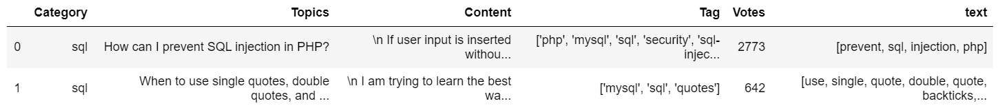 Category Topics Content Tag Votes text
0 sql How can I prevent SQL injection in PHP? \n If user input is inserted withou... ['php', 'mysql', 'sql', 'security', 'sql-injec... 2773 [prevent, sql, injection, php]
1 sql When to use single quotes, double quotes, and ... \n I am trying to learn the best wa... ['mysql', 'sql', 'quotes'] 642 [use, single, quote, double, quote, backticks,...